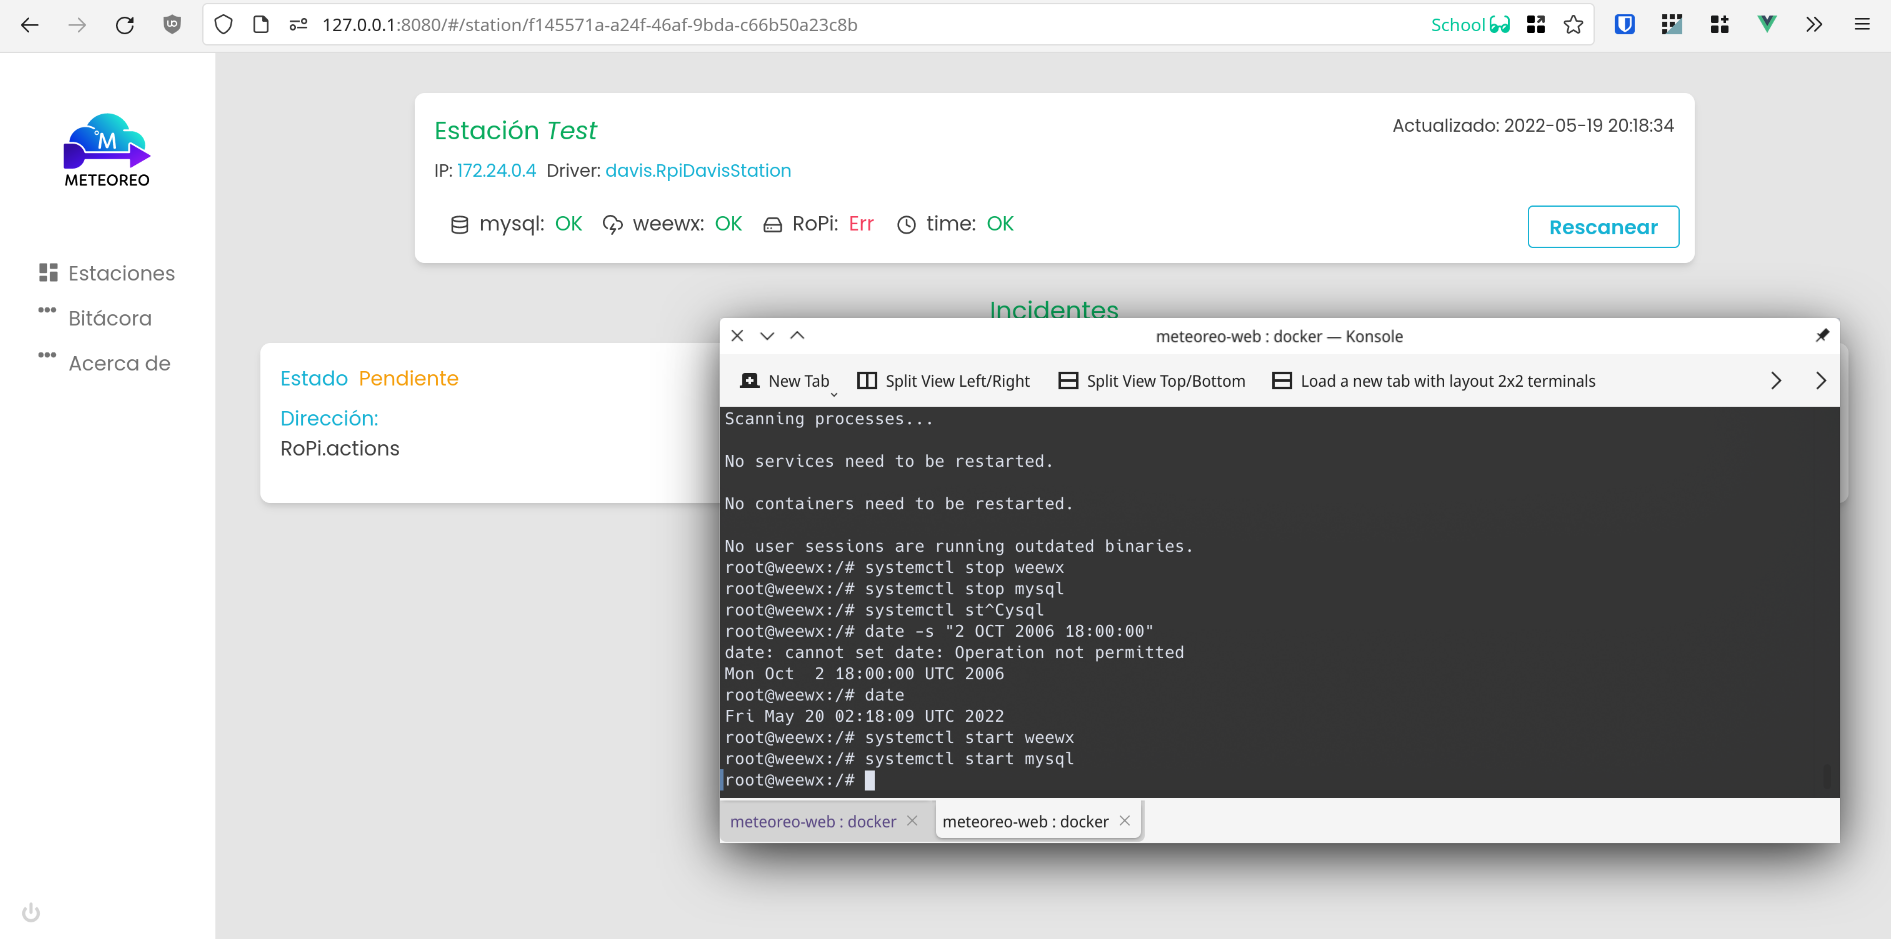 127.0.0.1:8080/#/station/f145571a-a24f-46af-9bda-c66b50a23c8b
School
°M
METEOREO
Estaciones
Bitácora
Acerca de
Estación Test
Actualizado: 2022-05-19 20:18:34
IP: 172.24.0.4 Driver: davis.RpiDavisStation
mysql: OK weewx: OK RoPi: Err time: OK
Rescanear
Incidentes
Estado Pendiente
Dirección:
RoPi.actions
meteoreo-web : docker — Konsole
New Tab Split View Left/Right Split View Top/Bottom Load a new tab with layout 2x2 terminals
Scanning processes...
No services need to be restarted.
No containers need to be restarted.
No user sessions are running outdated binaries.
root@weewx:/# systemctl stop weewx
root@weewx:/# systemctl stop mysql
root@weewx:/# systemctl st^Cysql
root@weewx:/# date -s "2 OCT 2006 18:00:00"
date: cannot set date: Operation not permitted
Mon Oct  2 18:00:00 UTC 2006
root@weewx:/# date
Fri May 20 02:18:09 UTC 2022
root@weewx:/# systemctl start weewx
root@weewx:/# systemctl start mysql
root@weewx:/#
meteoreo-web : docker
meteoreo-web : docker